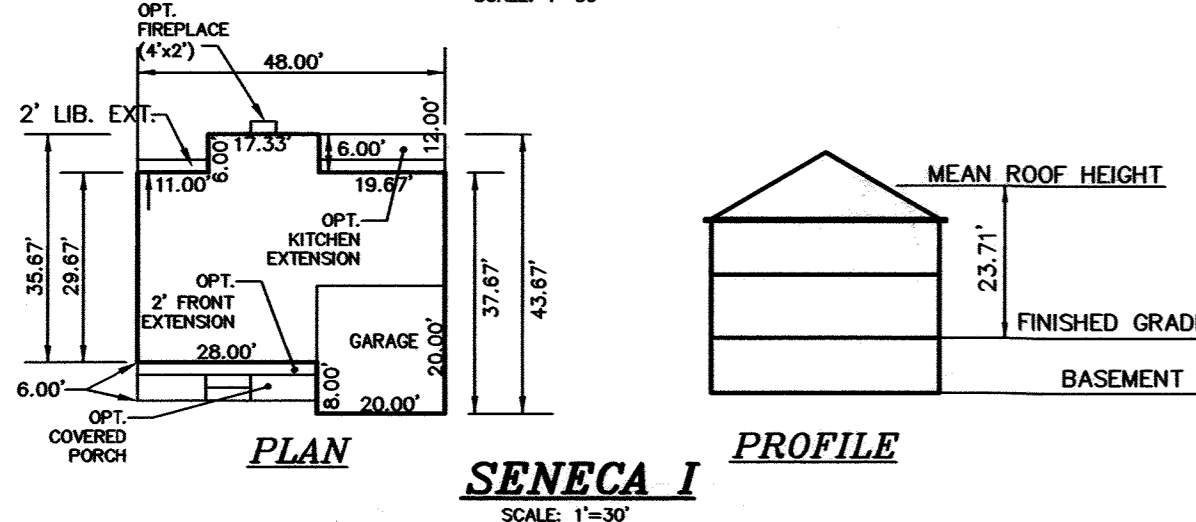 OPT.
FIREPLACE
(4'x2')
48.00'
2' LIB. EXT.
17.33'
6.00'
6.00'
12.00'
11.00'
19.67'
OPT.
KITCHEN
EXTENSION
35.67'
29.67'
OPT.
2' FRONT
EXTENSION
37.67'
43.67'
GARAGE
20.00'
28.00'
6.00'
8.00'
20.00'
OPT.
COVERED
PORCH
PLAN
MEAN ROOF HEIGHT
23.71'
FINISHED GRAD
BASEMENT
PROFILE
SENECA I
SCALE: 1'=30'